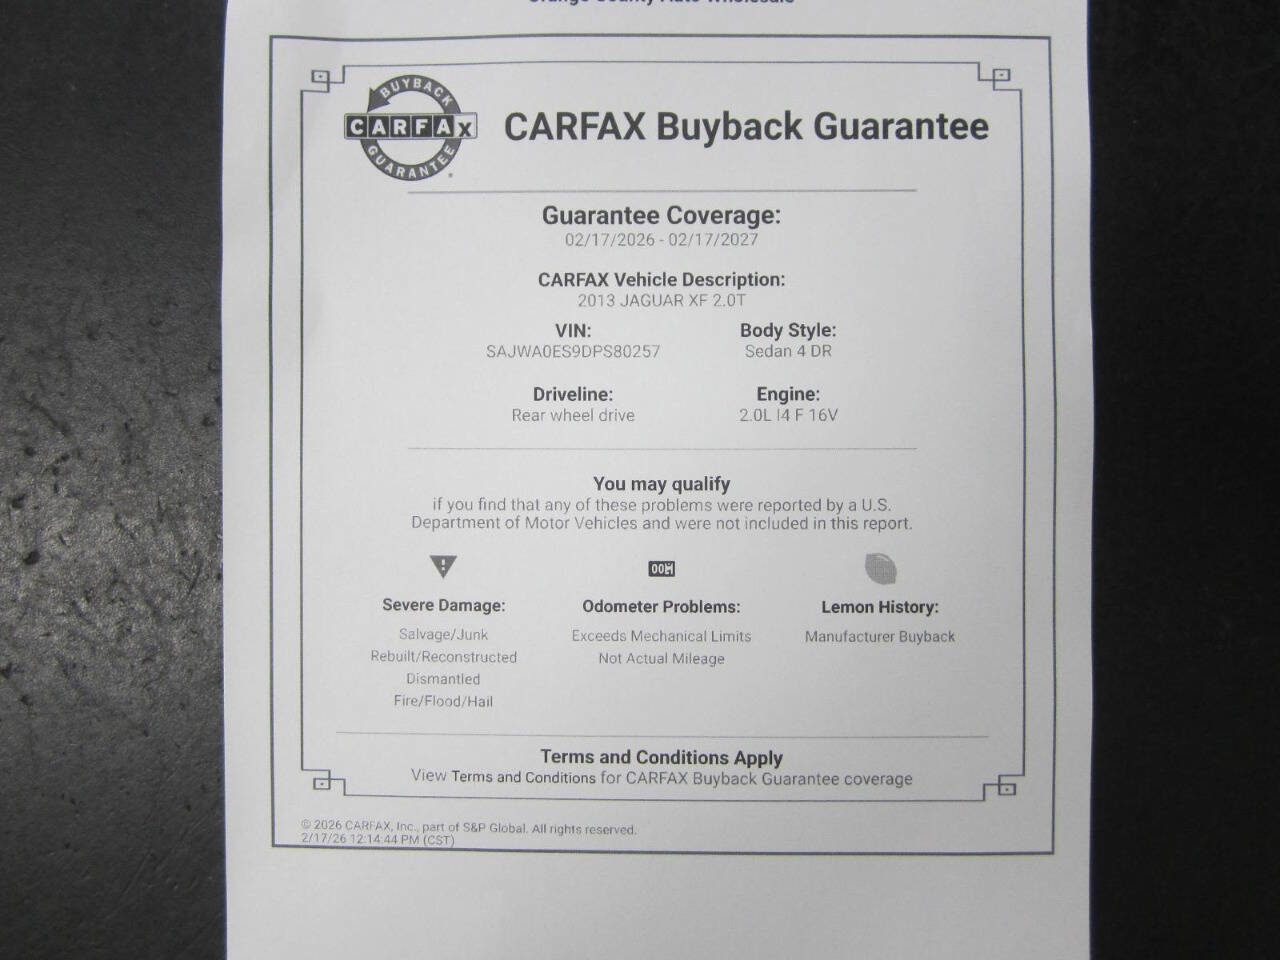 Orange County Auto Wholesale
BUYBACK
CARFAX
GUARANTEE
CARFAX Buyback Guarantee
Guarantee Coverage:
02/17/2026 - 02/17/2027
CARFAX Vehicle Description:
2013 JAGUAR XF 2.0T
VIN: Body Style:
SAJWA0ES9DPS80257 Sedan 4 DR
Driveline: Engine:
Rear wheel drive 2.0L I4 F 16V
You may qualify
if you find that any of these problems were reported by a U.S.
Department of Motor Vehicles and were not included in this report.
Severe Damage: Odometer Problems: Lemon History:
Salvage/Junk Exceeds Mechanical Limits Manufacturer Buyback
Rebuilt/Reconstructed Not Actual Mileage
Dismantled
Fire/Flood/Hail
Terms and Conditions Apply
View Terms and Conditions for CARFAX Buyback Guarantee coverage
© 2026 CARFAX, Inc., part of S&P Global. All rights reserved.
2/17/26 12:14:44 PM (CST)